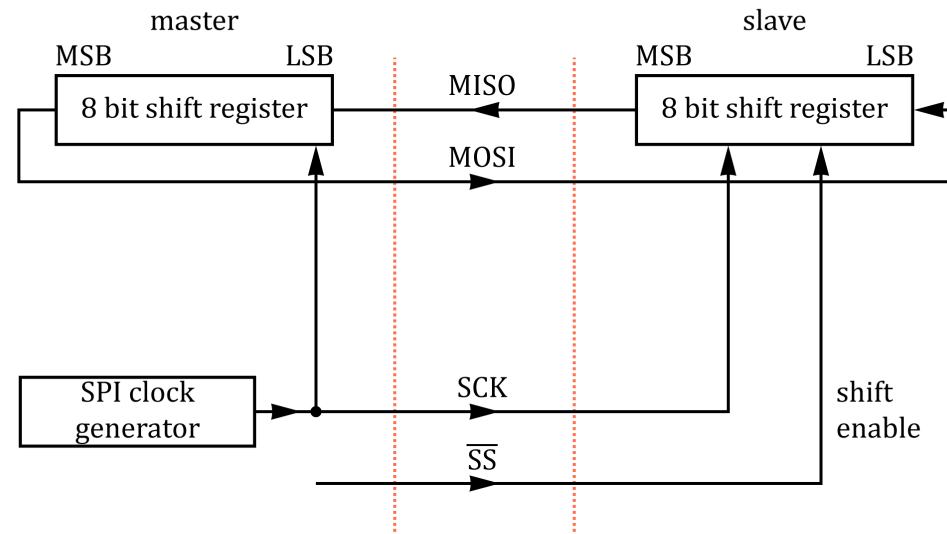 master
slave
MSB
LSB
MSB
LSB
8 bit shift register
MISO
8 bit shift register
MOSI
SPI clock
generator
SCK
shift
enable
S̅S̅